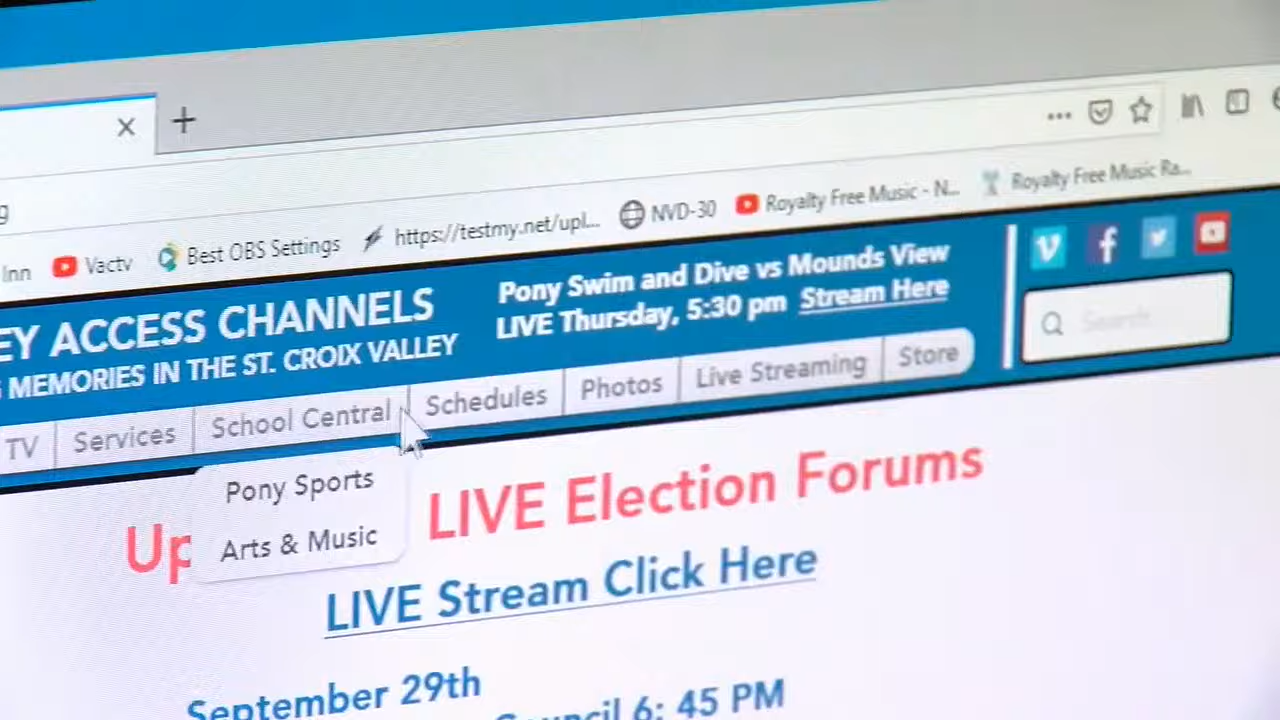 Inn Vactv Best OBS Settings https://testmy.net/upl... NVD-30 Royalty Free Music - N... Royalty Free Music Ra...
EY ACCESS CHANNELS
MEMORIES IN THE ST. CROIX VALLEY
Pony Swim and Dive vs Mounds View
LIVE Thursday, 5:30 pm Stream Here
Search...
TV Services School Central Schedules Photos Live Streaming Store
Pony Sports
Arts & Music
Up LIVE Election Forums
LIVE Stream Click Here
September 29th
Council 6: 45 PM